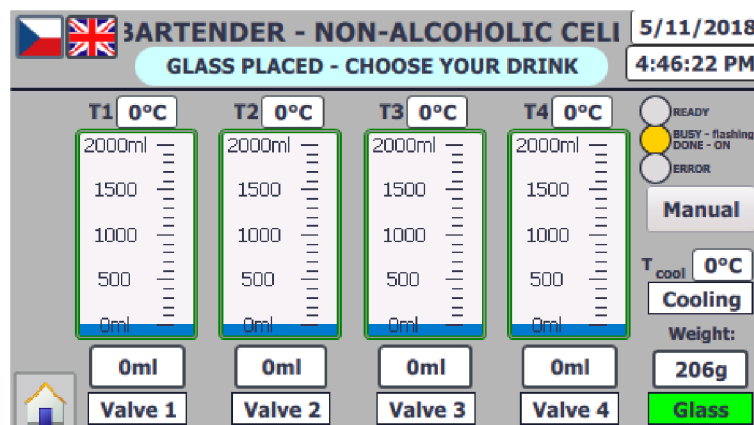 BARTENDER - NON-ALCOHOLIC CELL
5/11/2018
GLASS PLACED - CHOOSE YOUR DRINK
4:46:22 PM
T1 0°C
T2 0°C
T3 0°C
T4 0°C
READY
BUSY - flashing
DONE - ON
ERROR
2000ml
1500
1000
500
0ml
2000ml
1500
1000
500
0ml
2000ml
1500
1000
500
0ml
2000ml
1500
1000
500
0ml
Manual
T cool 0°C
Cooling
Weight:
0ml
0ml
0ml
0ml
206g
Valve 1
Valve 2
Valve 3
Valve 4
Glass